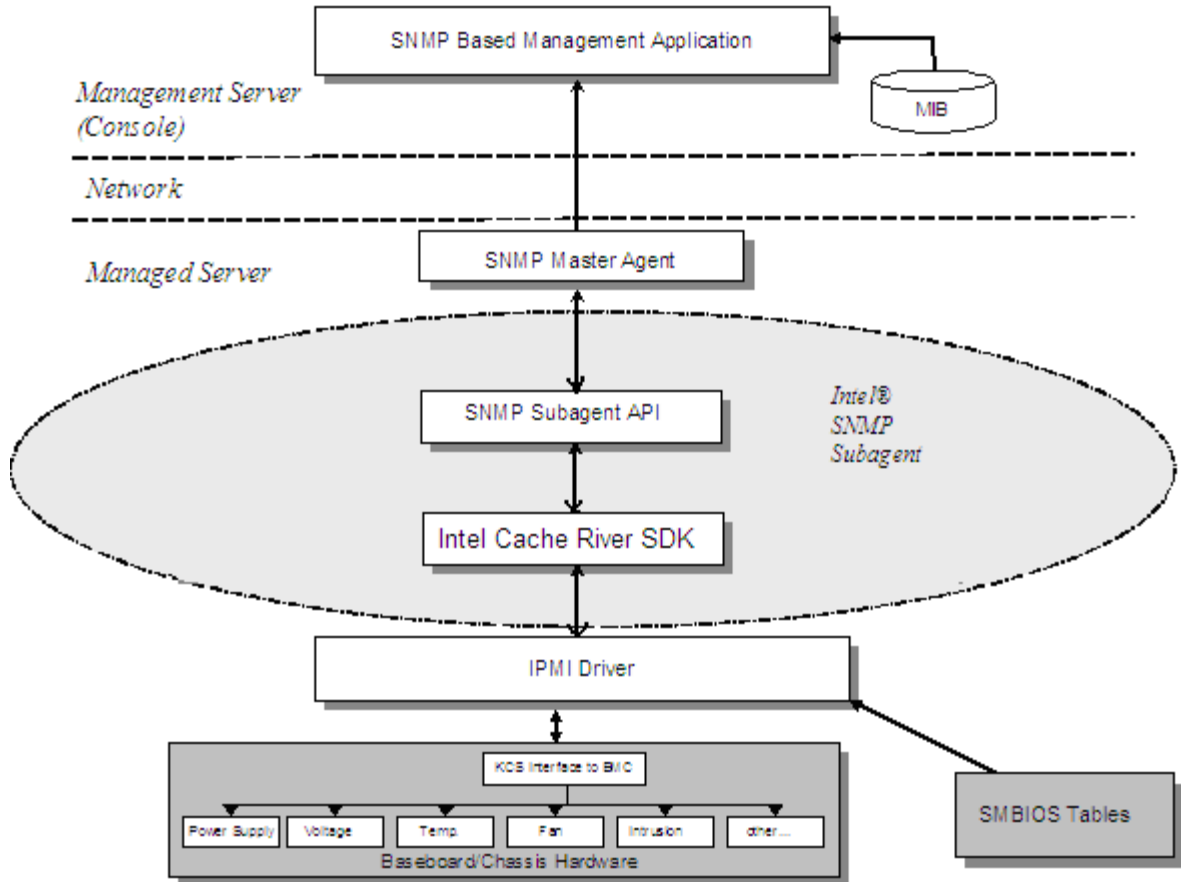 SNMP Based Management Application
MIB
Management Server
(Console)
Network
SNMP Master Agent
Managed Server
SNMP Subagent API
Intel®
SNMP
Subagent
Intel Cache River SDK
IPMI Driver
KCS Interface to BMC
Power Supply
Voltage
Temp.
Fan
Intrusion
other...
Baseboard/Chassis Hardware
SMBIOS Tables